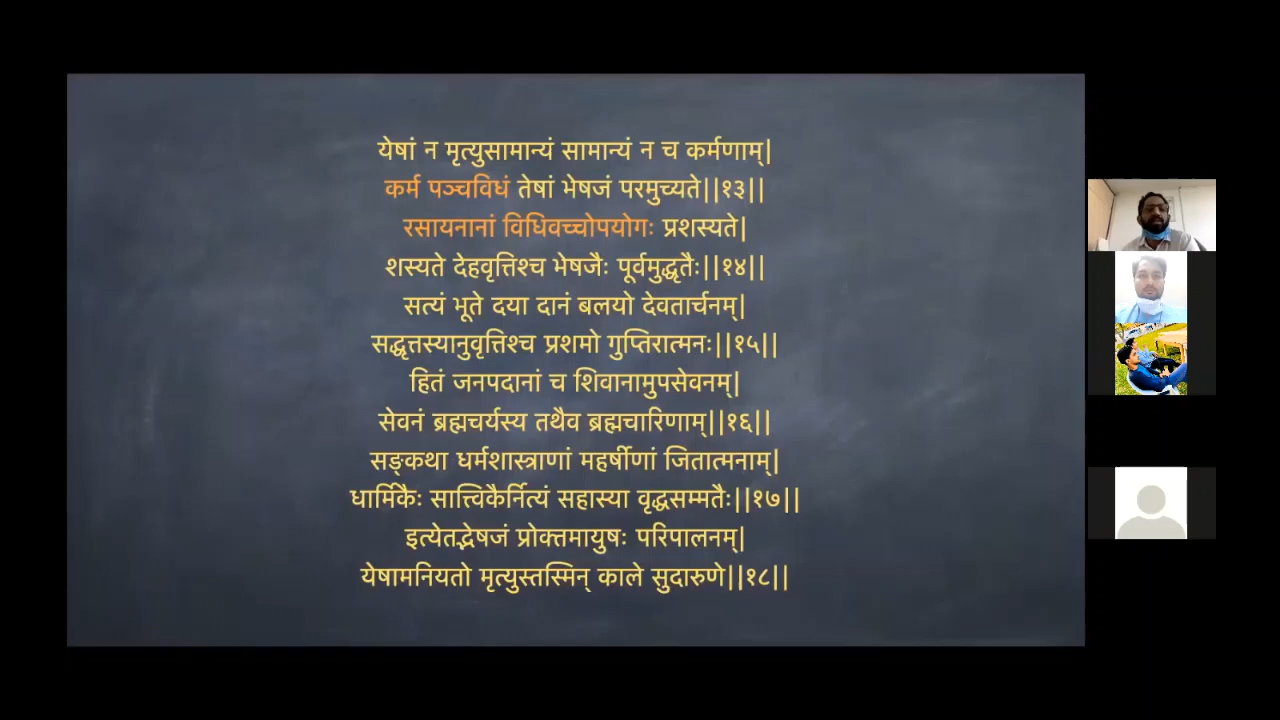 येषां न मृत्युसामान्यं सामान्यं न च कर्मणाम्|
कर्म पञ्चविधं तेषां भेषजं परमुच्यते||१३||
रसायनानां विधिवच्चोपयोगः प्रशस्यते|
शस्यते देहवृत्तिश्च भेषजैः पूर्वमुद्धृतैः||१४||
सत्यं भूते दया दानं बलयो देवतार्चनम्|
सद्धृत्तस्यानुवृत्तिश्च प्रशमो गुप्तिरात्मनः||१५||
हितं जनपदानां च शिवानामुपसेवनम्|
सेवनं ब्रह्मचर्यस्य तथैव ब्रह्मचारिणाम्||१६||
सङ्कथा धर्मशास्त्राणां महर्षीणां जितात्मनाम्|
धार्मिकैः सात्त्विकैर्नित्यं सहास्या वृद्धसम्मतैः||१७||
इत्येतद्भेषजं प्रोक्तमायुषः परिपालनम्|
येषामनियतो मृत्युस्तस्मिन् काले सुदारुणे||१८||